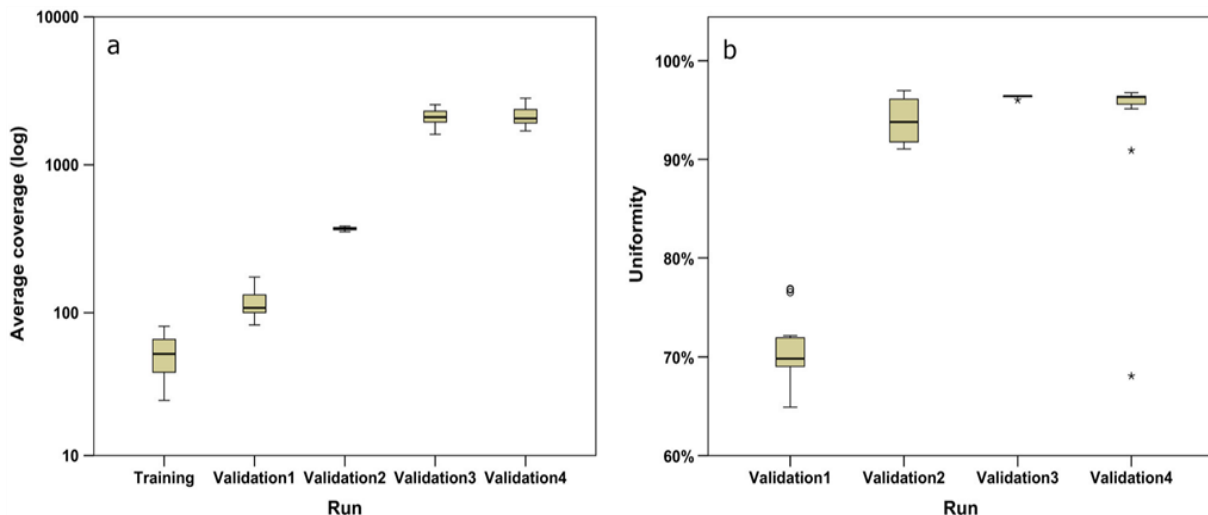 a
Average coverage (log)
10000
1000
100
10
Training Validation1 Validation2 Validation3 Validation4
Run
b
Uniformity
100%
90%
80%
70%
60%
Validation1 Validation2 Validation3 Validation4
Run